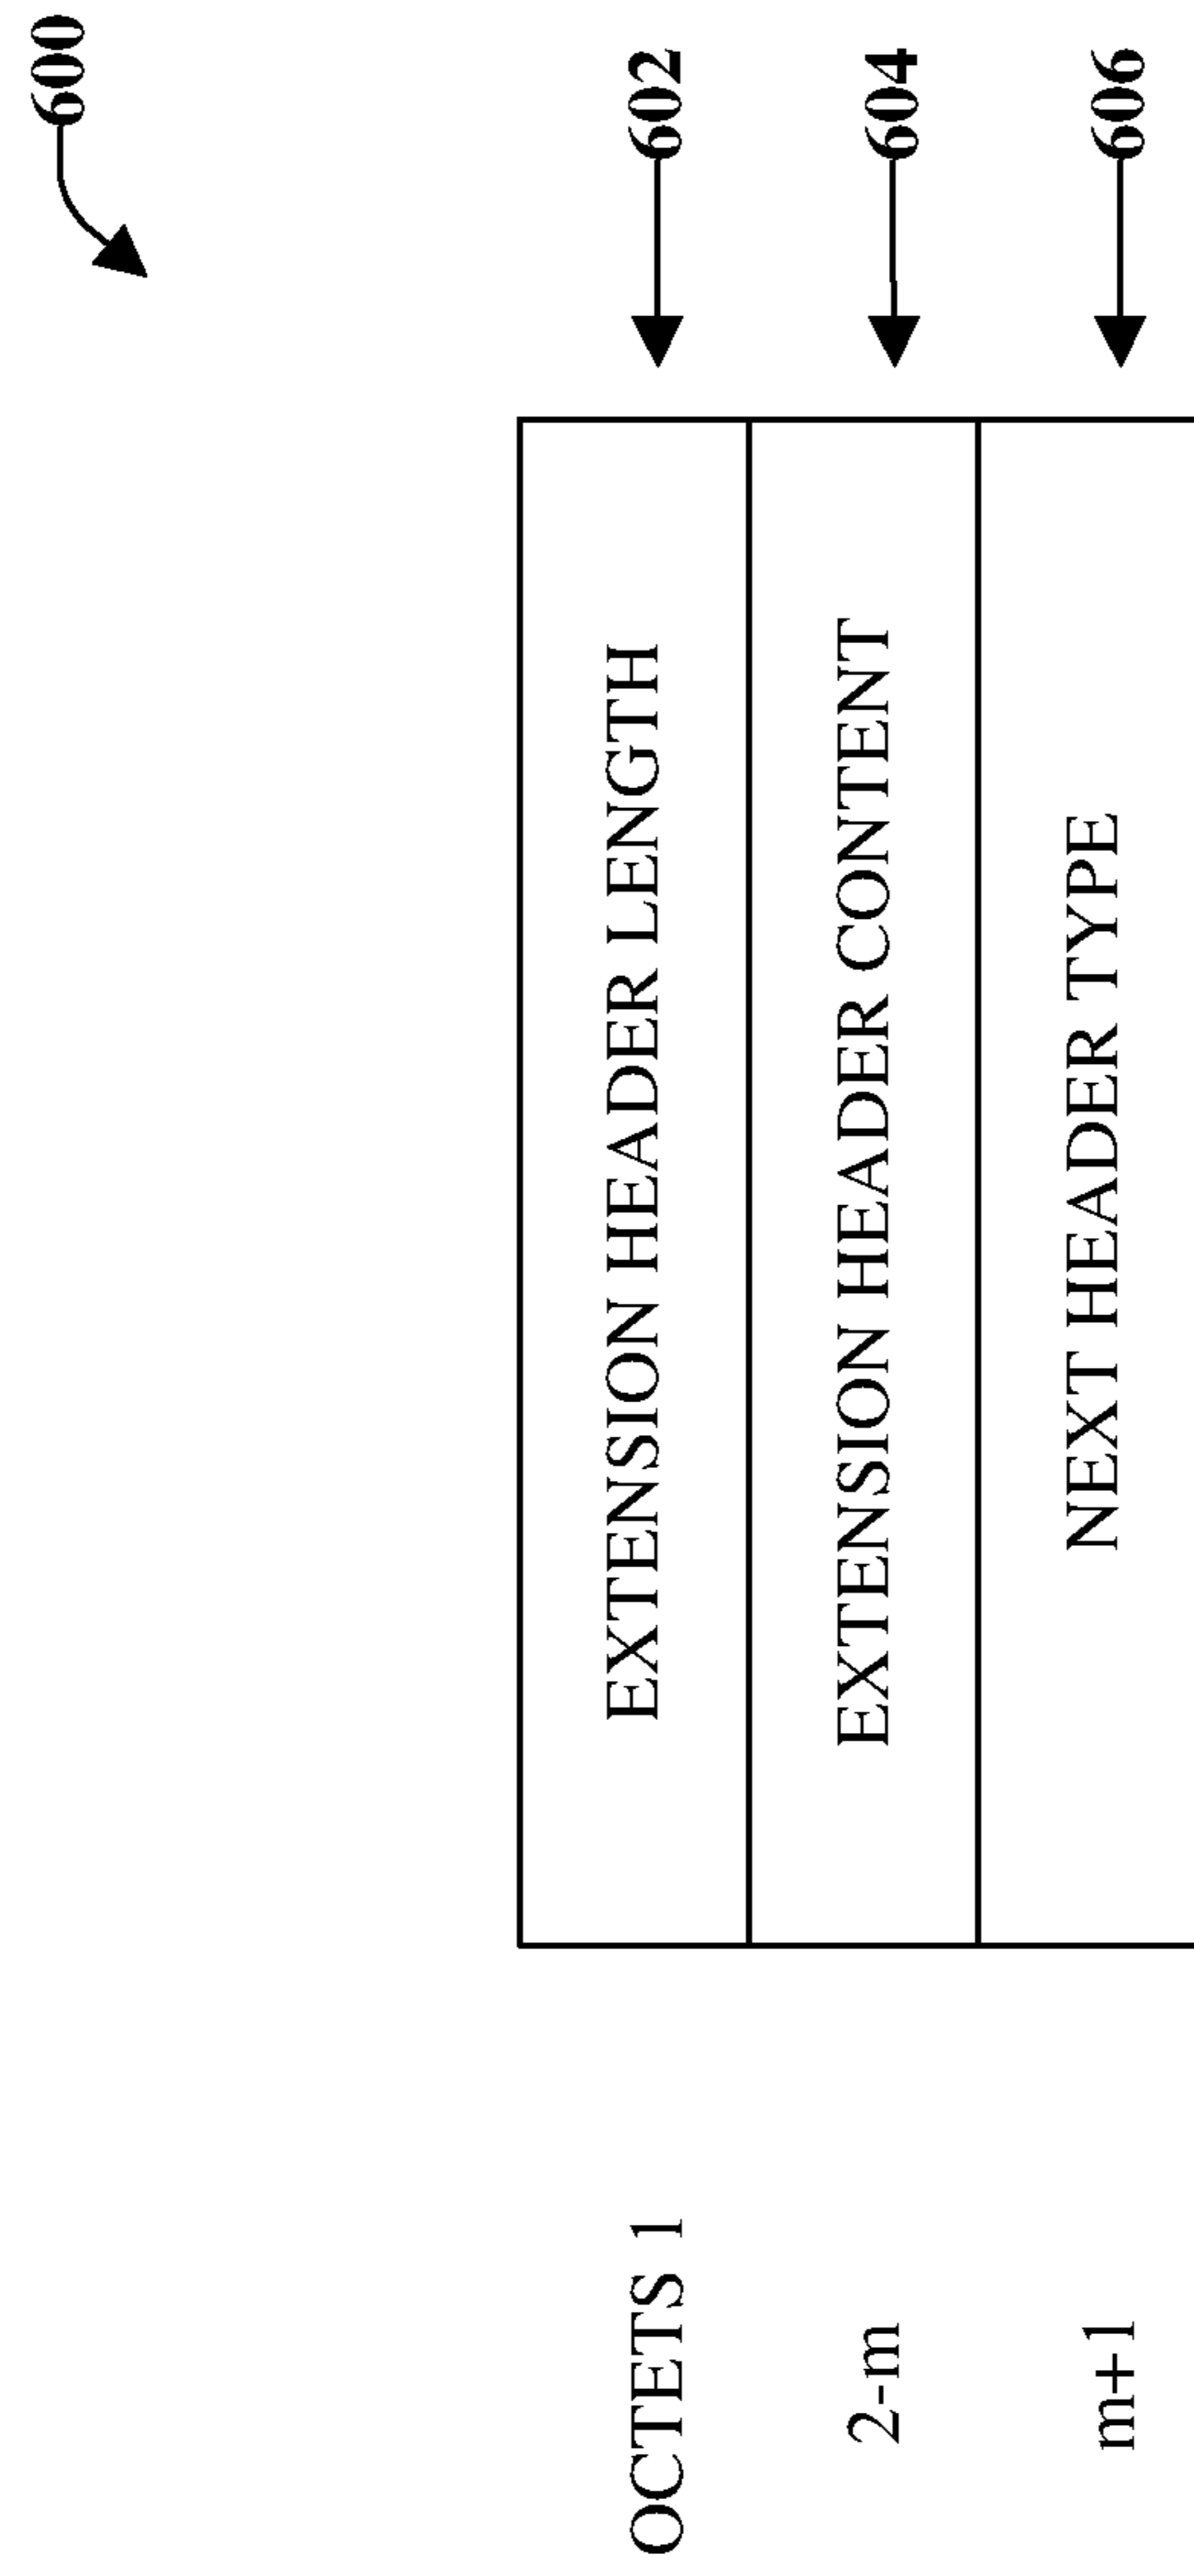 600
OCTETS 1 EXTENSION HEADER LENGTH 602
2-m EXTENSION HEADER CONTENT 604
m+1 NEXT HEADER TYPE 606